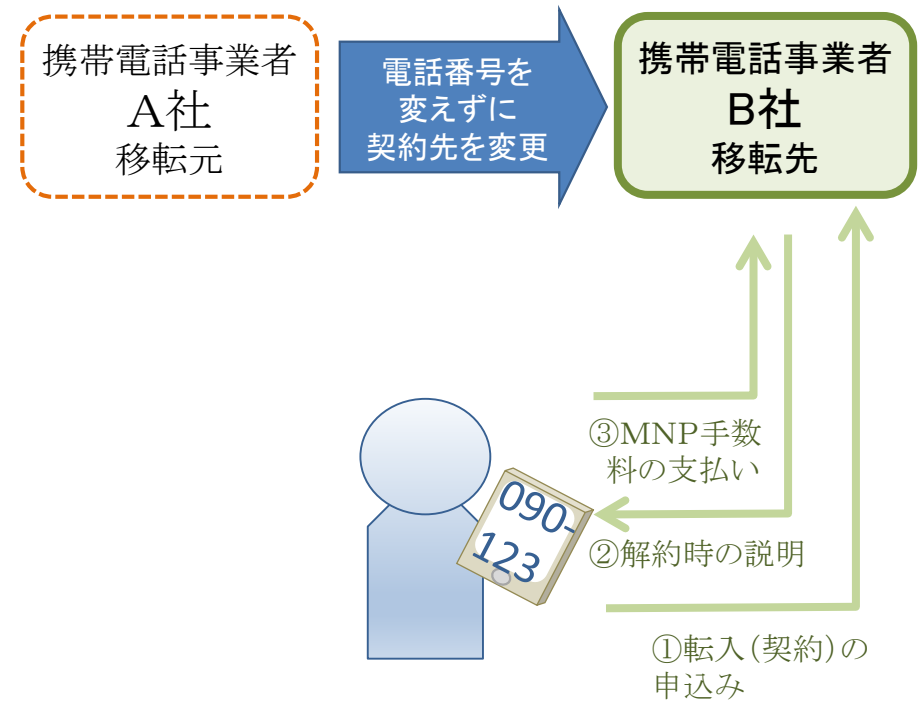 携帯電話事業者
A社
移転元
電話番号を
変えずに
契約先を変更
携帯電話事業者
B社
移転先
③MNP手数
料の支払い
090-
123
②解約時の説明
①転入(契約)の
申込み